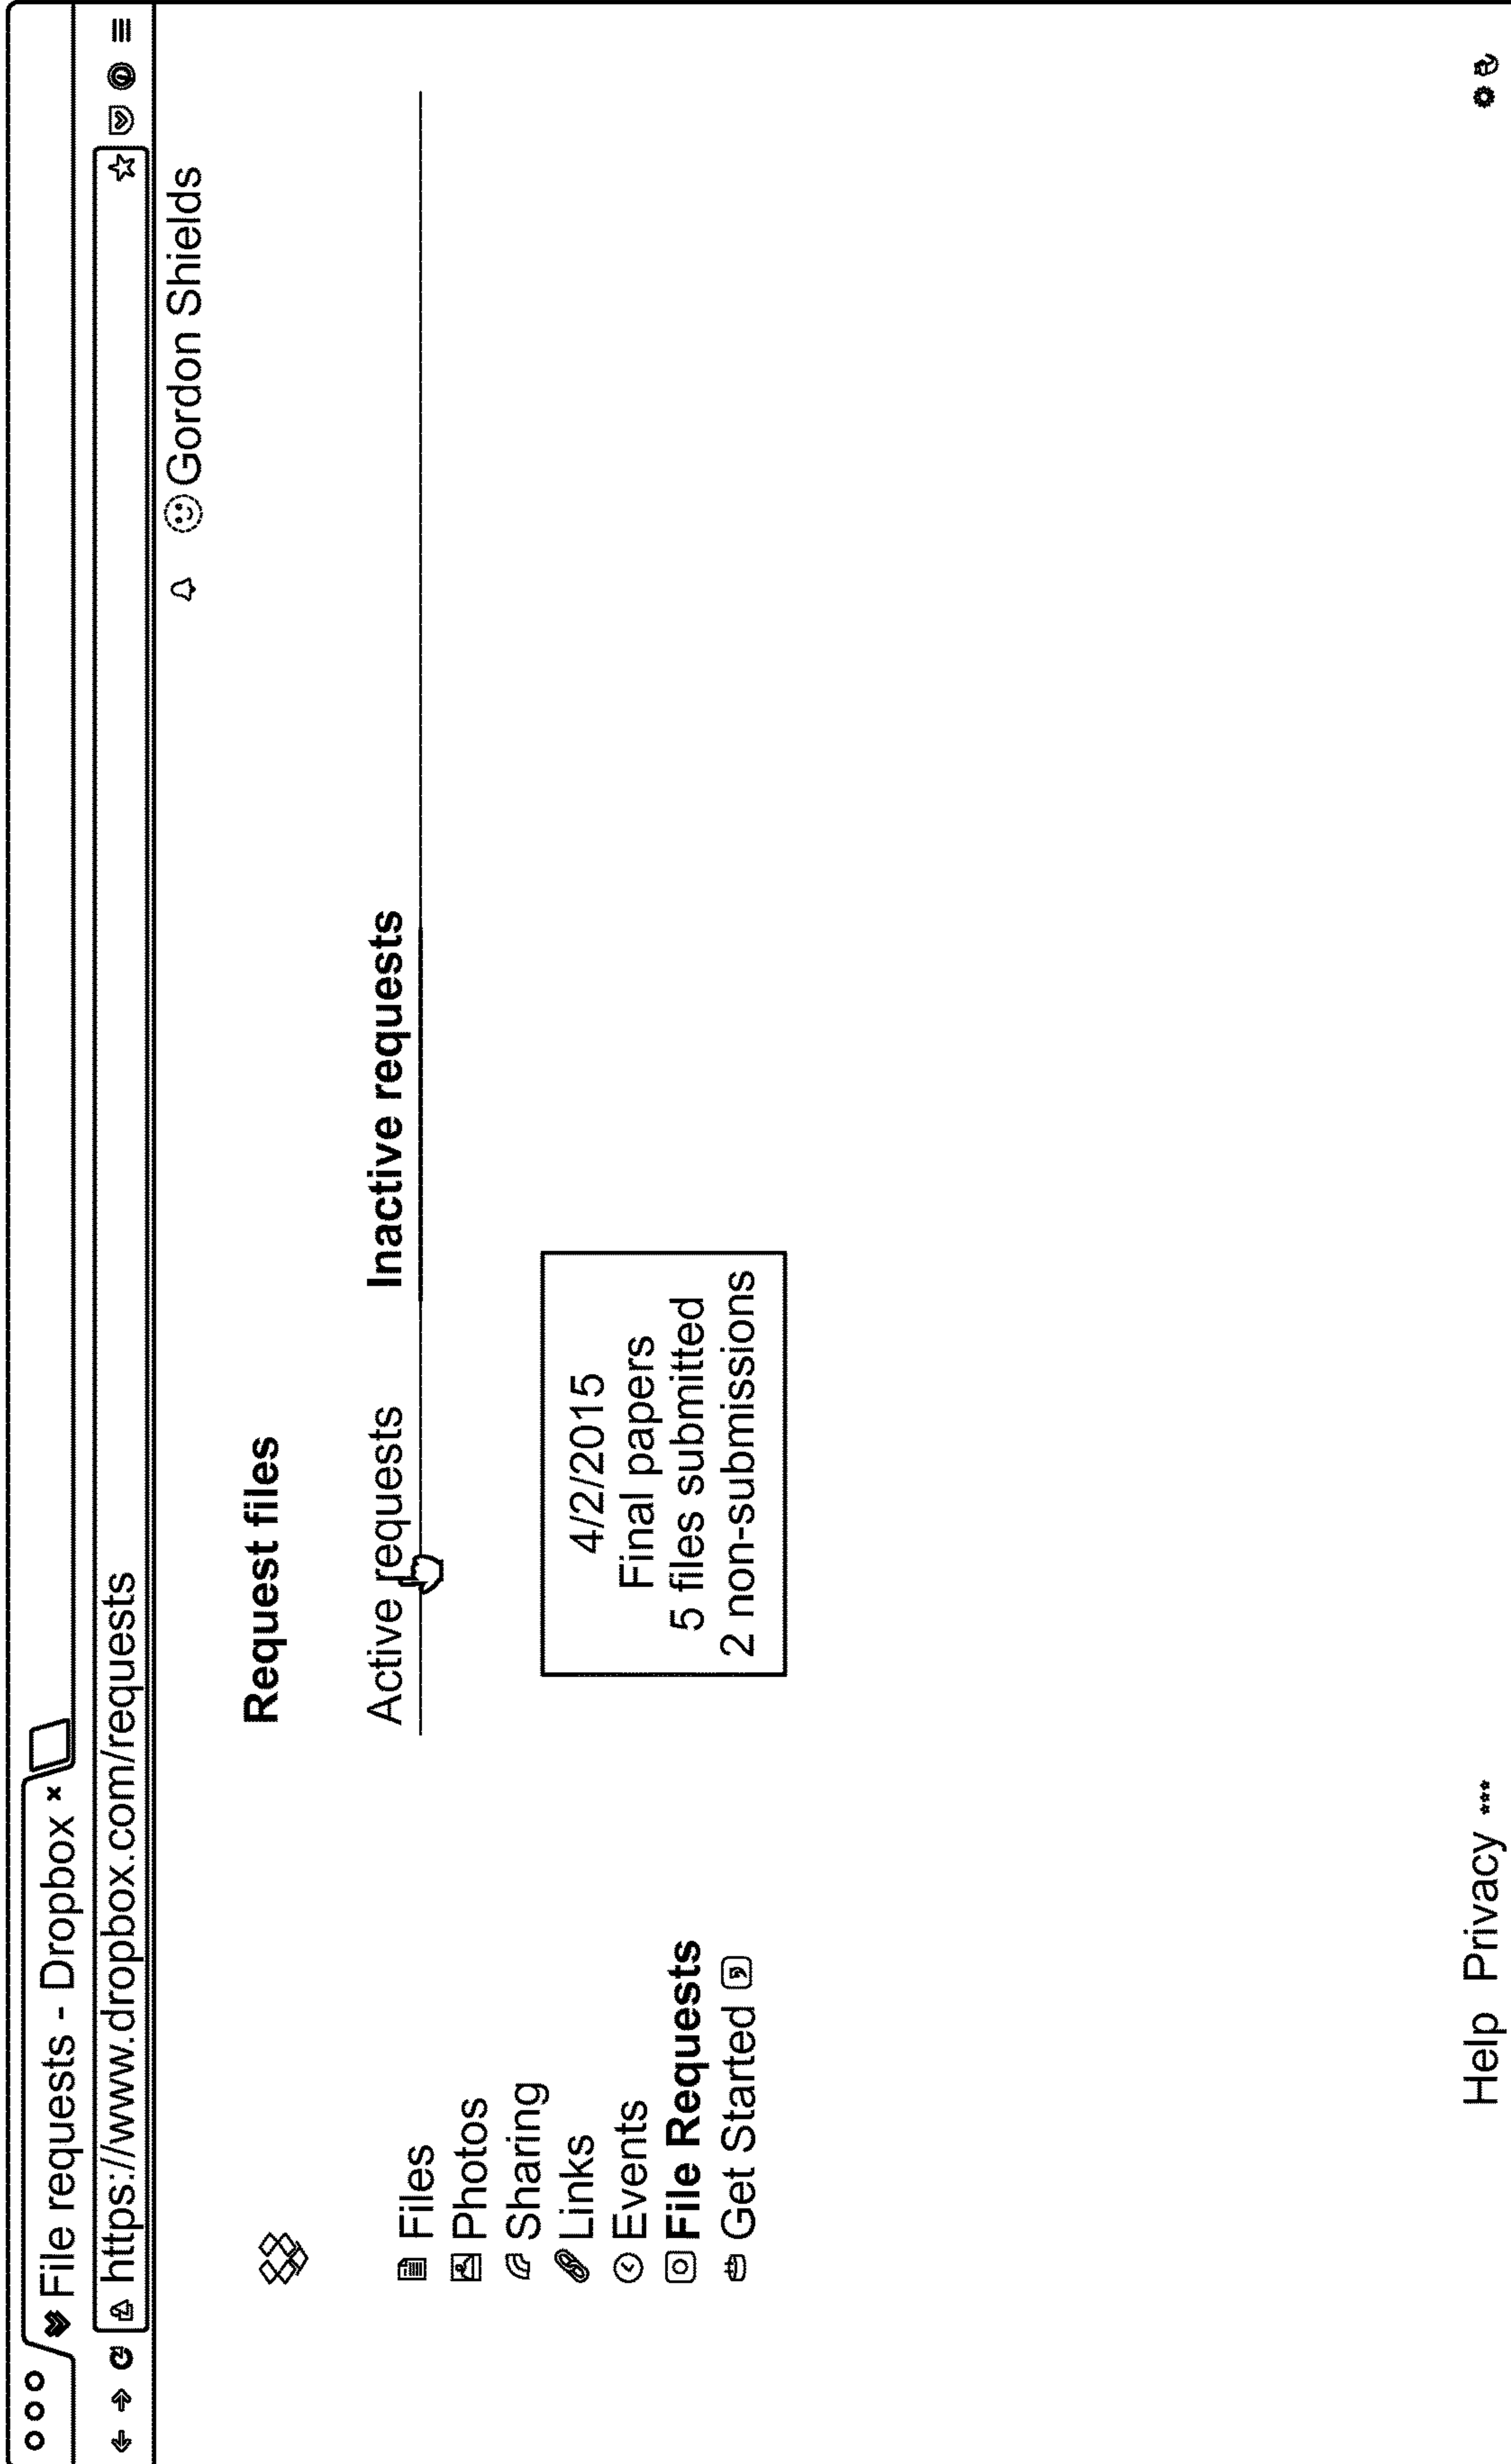 File requests - Dropbox ×
https://www.dropbox.com/requests
Gordon Shields
Request files
Active requests Inactive requests
Files
Photos
Sharing
Links
Events
File Requests
Get Started
4/2/2015
Final papers
5 files submitted
2 non-submissions
Help Privacy ***